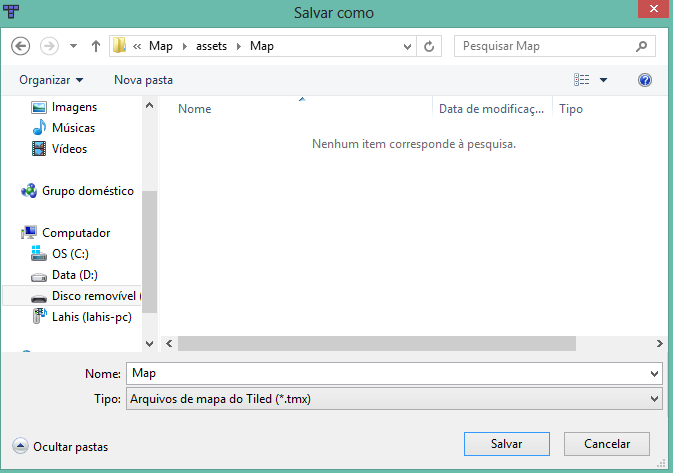 Salvar como
« Map › assets › Map
Pesquisar Map
Organizar
Nova pasta
Imagens
Músicas
Vídeos
Grupo doméstico
Computador
OS (C:)
Data (D:)
Disco removível (
Lahis (lahis-pc)
Nome
Data de modificaç...
Tipo
Nenhum item corresponde à pesquisa.
Nome: Map
Tipo: Arquivos de mapa do Tiled (*.tmx)
Ocultar pastas
Salvar
Cancelar